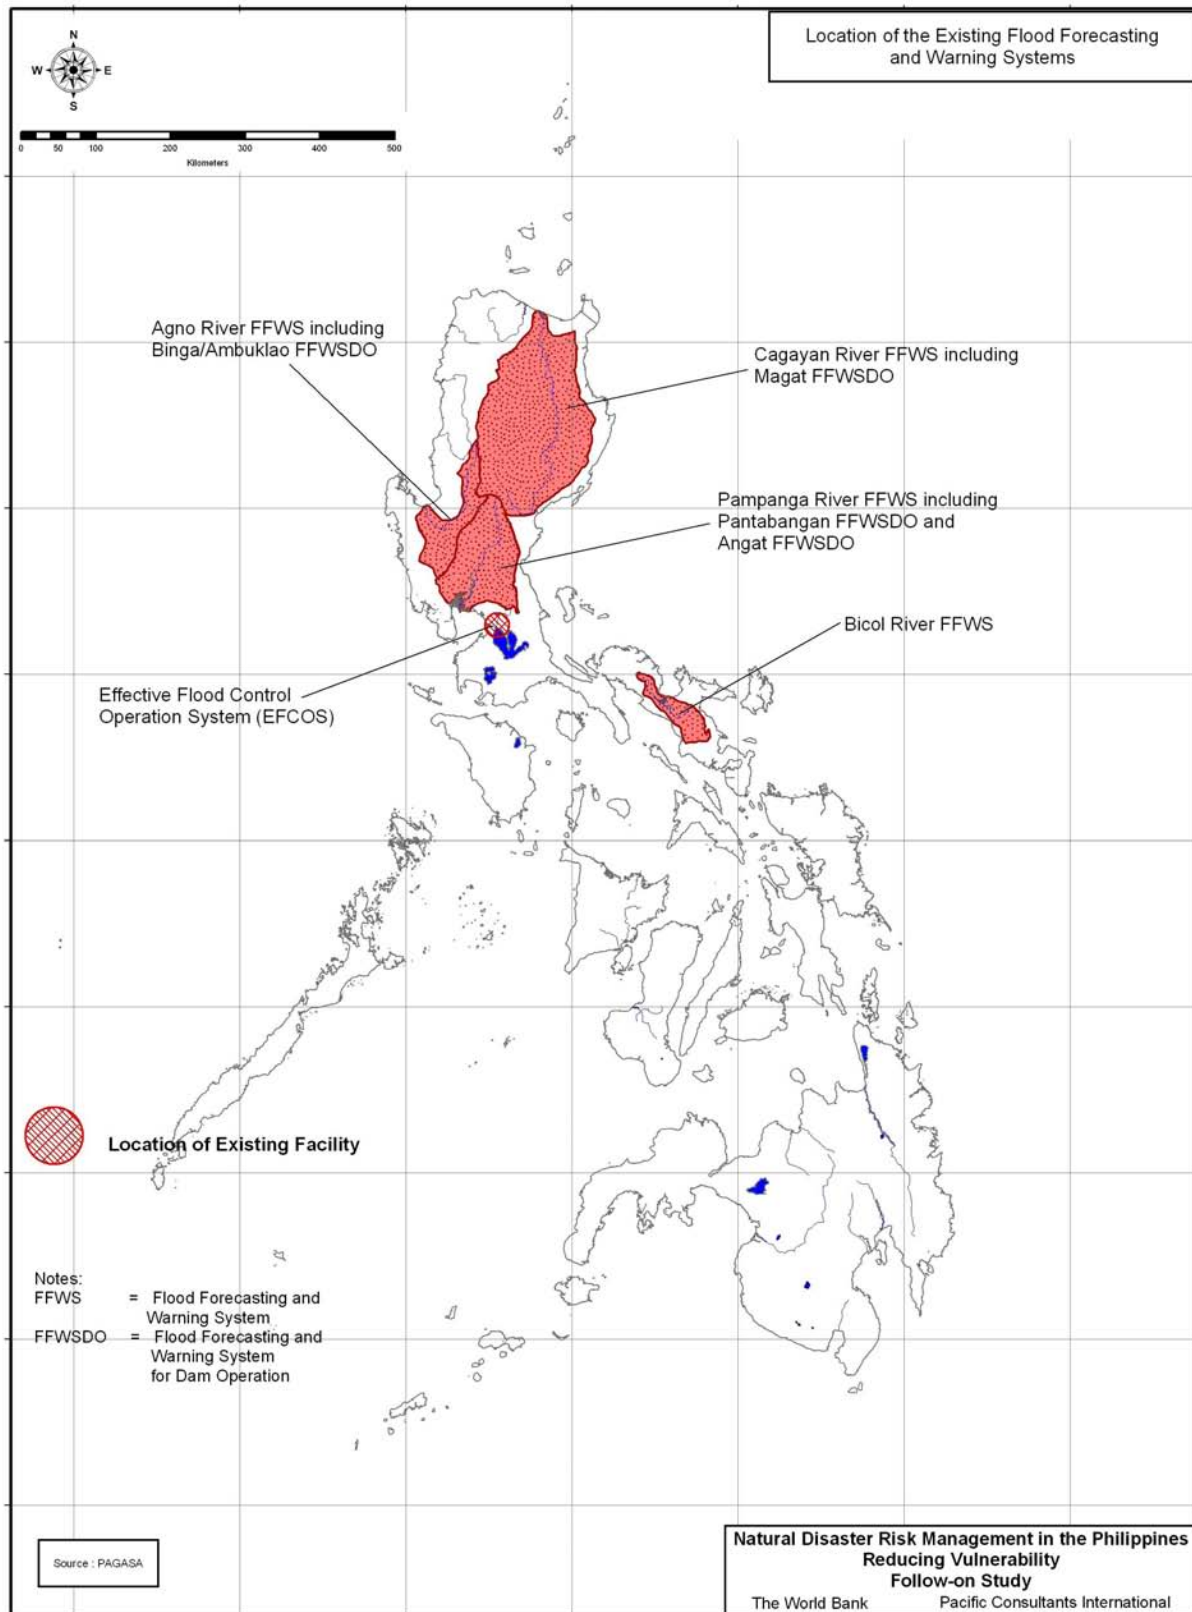 Location of the Existing Flood Forecasting
and Warning Systems
N
W
E
S
0 50 100 200 300 400 500
Kilometers
Agno River FFWS including
Binga/Ambuklao FFWSDO
Cagayan River FFWS including
Magat FFWSDO
Pampanga River FFWS including
Pantabangan FFWSDO and
Angat FFWSDO
Bicol River FFWS
Effective Flood Control
Operation System (EFCOS)
Location of Existing Facility
Notes:
FFWS = Flood Forecasting and
Warning System
FFWSDO = Flood Forecasting and
Warning System
for Dam Operation
Source : PAGASA
Natural Disaster Risk Management in the Philippines
Reducing Vulnerability
Follow-on Study
The World Bank Pacific Consultants International